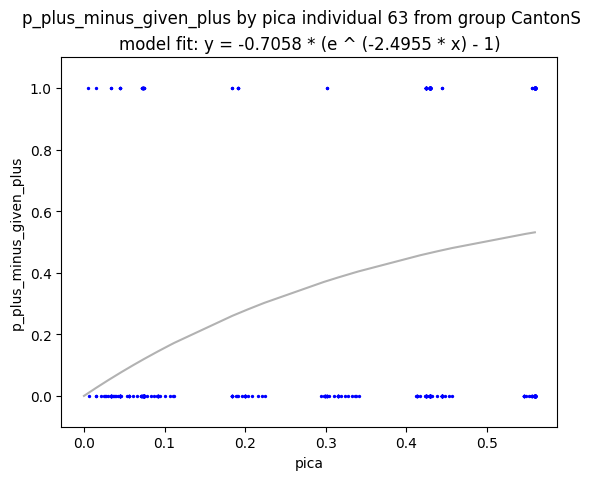 p_plus_minus_given_plus by pica individual 63 from group CantonS
model fit: y = -0.7058 * (e ^ (-2.4955 * x) - 1)
1.0
0.8
0.6
0.4
0.2
0.0
p_plus_minus_given_plus
0.0 0.1 0.2 0.3 0.4 0.5
pica